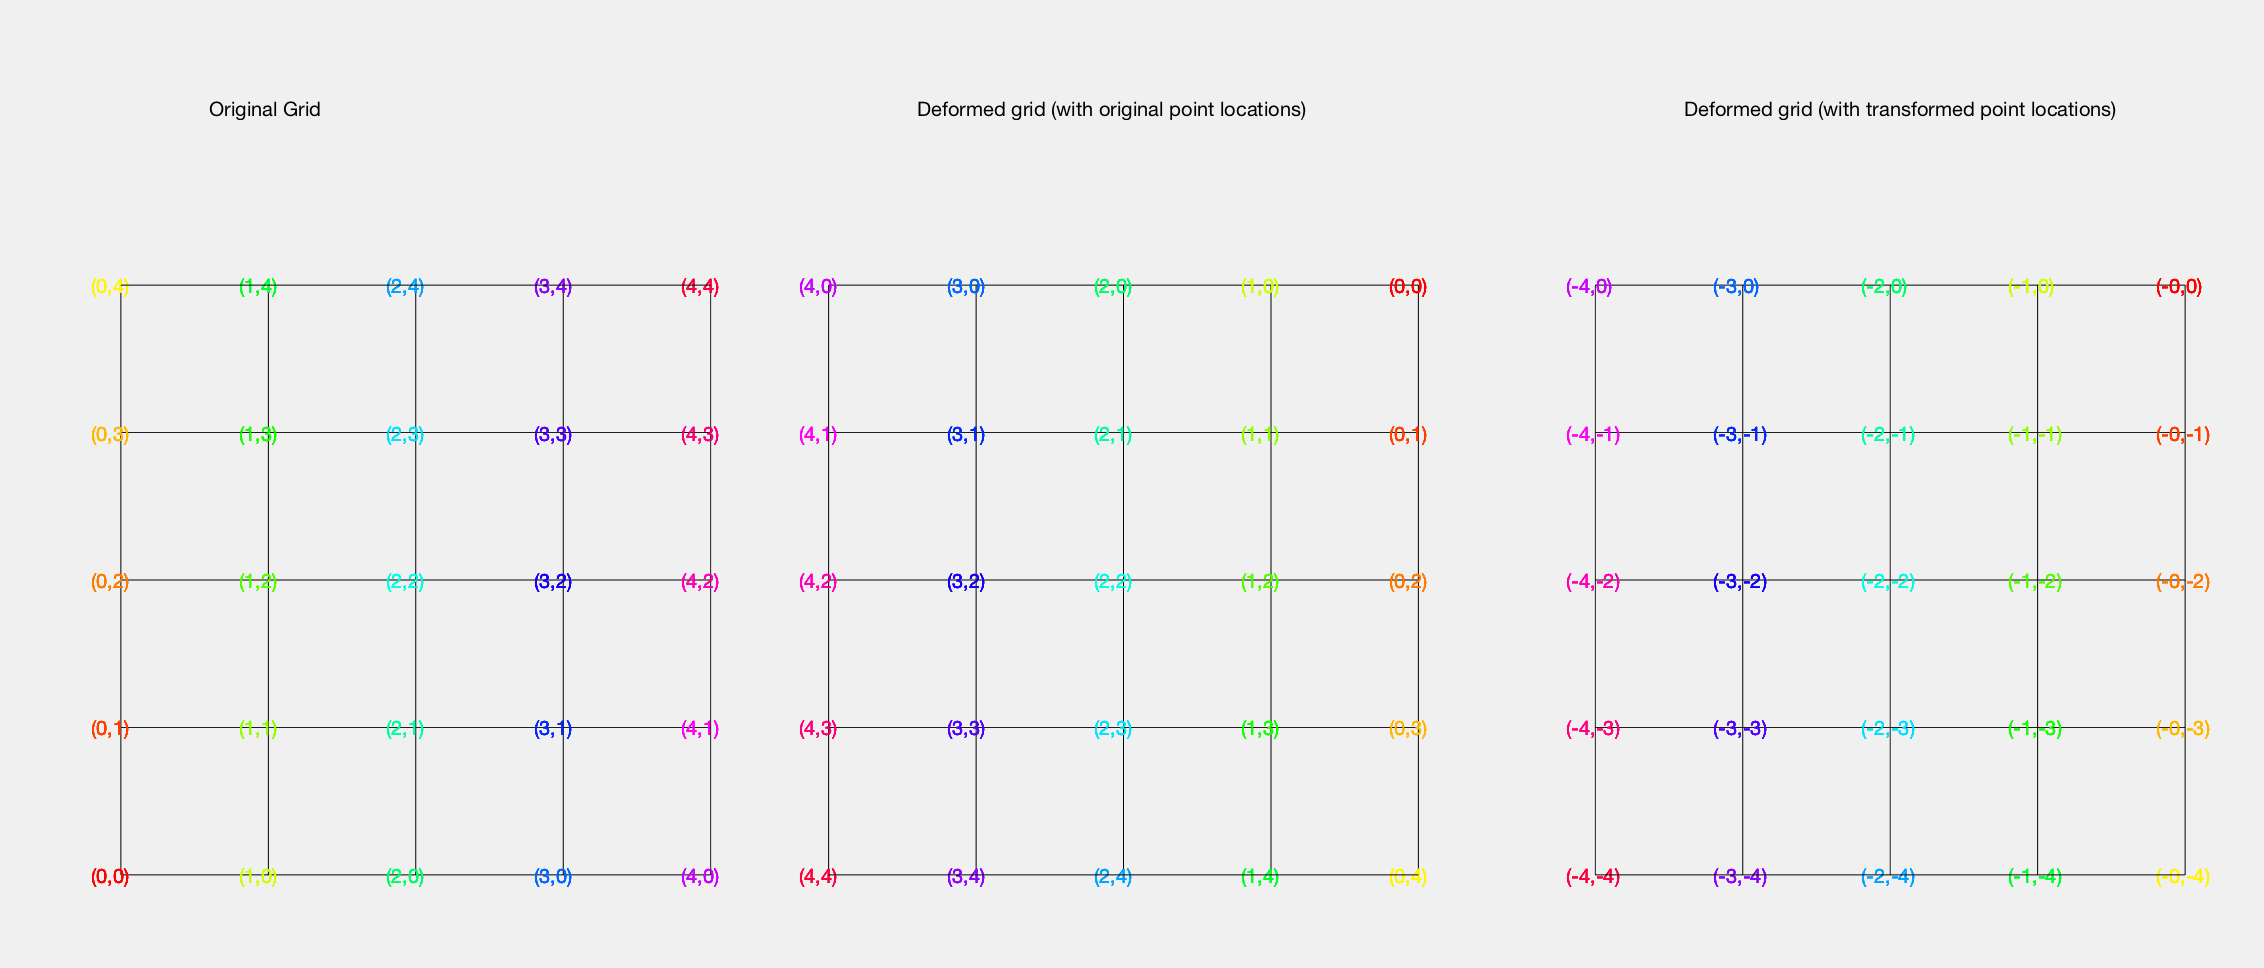 Original Grid Deformed grid (with original point locations) Deformed grid (with transformed point locations)
(0,4) (1,4) (2,4) (3,4) (4,4) (4,0) (3,0) (2,0) (1,0) (0,0) (-4,0) (-3,0) (-2,0) (-1,0) (-0,0)
(0,3) (1,3) (2,3) (3,3) (4,3) (4,1) (3,1) (2,1) (1,1) (0,1) (-4,-1) (-3,-1) (-2,-1) (-1,-1) (-0,-1)
(0,2) (1,2) (2,2) (3,2) (4,2) (4,2) (3,2) (2,2) (1,2) (0,2) (-4,-2) (-3,-2) (-2,-2) (-1,-2) (-0,-2)
(0,1) (1,1) (2,1) (3,1) (4,1) (4,3) (3,3) (2,3) (1,3) (0,3) (-4,-3) (-3,-3) (-2,-3) (-1,-3) (-0,-3)
(0,0) (1,0) (2,0) (3,0) (4,0) (4,4) (3,4) (2,4) (1,4) (0,4) (-4,-4) (-3,-4) (-2,-4) (-1,-4) (-0,-4)